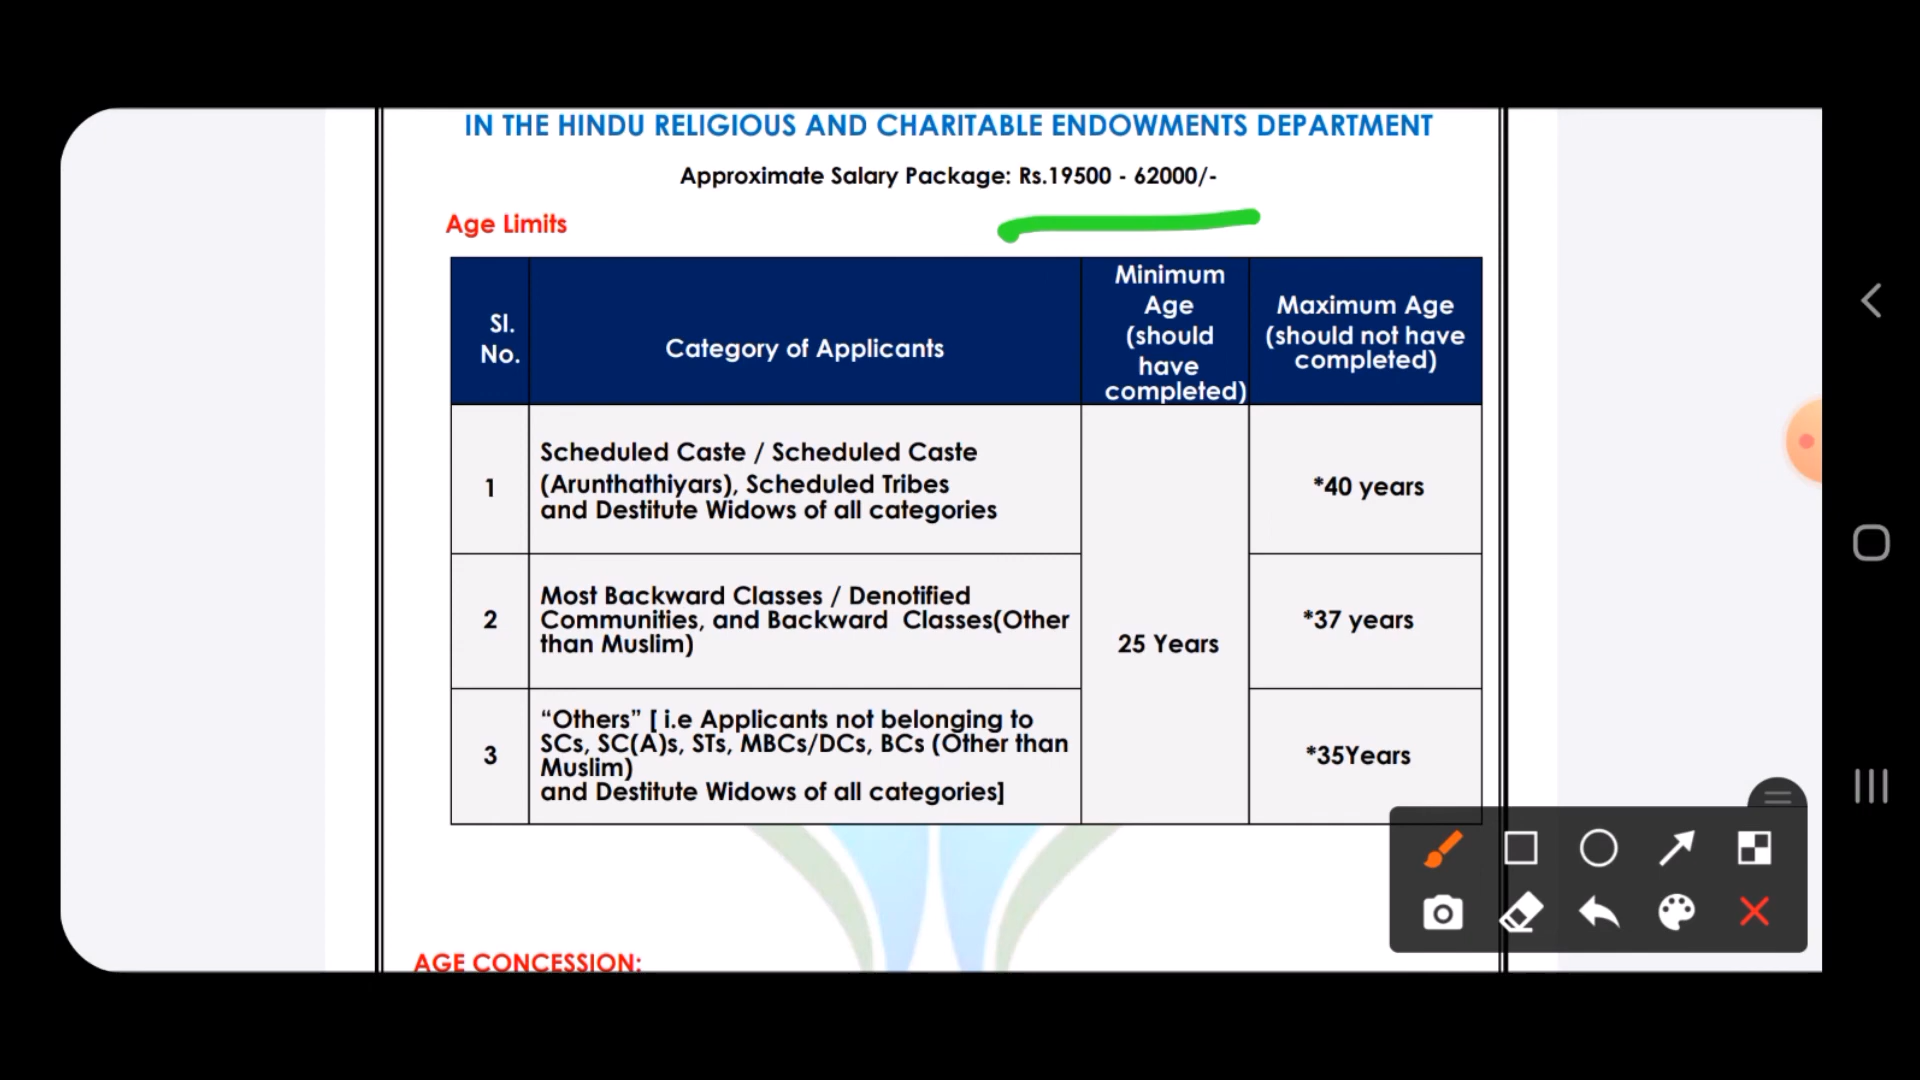 IN THE HINDU RELIGIOUS AND CHARITABLE ENDOWMENTS DEPARTMENT
Approximate Salary Package: Rs.19500 - 62000/-
Age Limits
Sl.
No.
Category of Applicants
Minimum
Age
(should
have
completed)
Maximum Age
(should not have
completed)
1
Scheduled Caste / Scheduled Caste
(Arunthathiyars), Scheduled Tribes
and Destitute Widows of all categories
*40 years
2
Most Backward Classes / Denotified
Communities, and Backward Classes(Other
than Muslim)
25 Years
*37 years
3
“Others” [ i.e Applicants not belonging to
SCs, SC(A)s, STs, MBCs/DCs, BCs (Other than
Muslim)
and Destitute Widows of all categories]
*35Years
AGE CONCESSION: